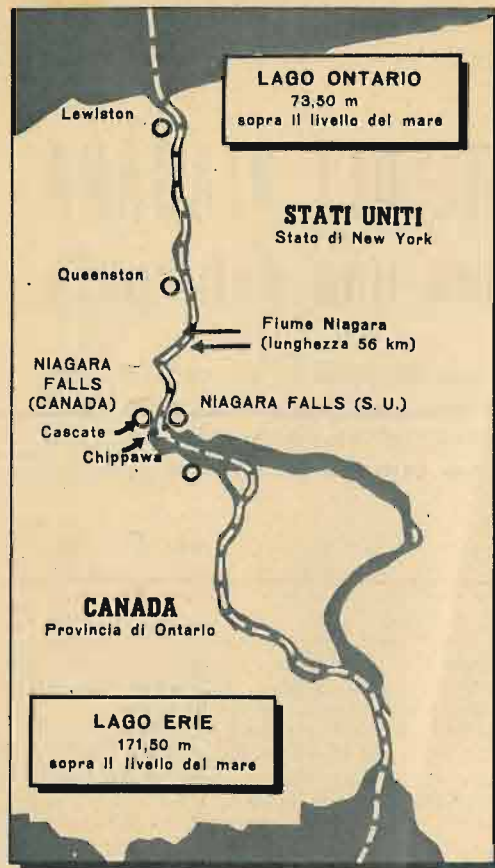 LAGO ONTARIO
73,50 m
sopra il livello del mare
Lewiston
STATI UNITI
Stato di New York
Queenston
Fiume Niagara
(lunghezza 56 km)
NIAGARA
FALLS
(CANADA)
NIAGARA FALLS (S. U.)
Cascate
Chippawa
CANADA
Provincia di Ontario
LAGO ERIE
171,50 m
sopra il livello del mare